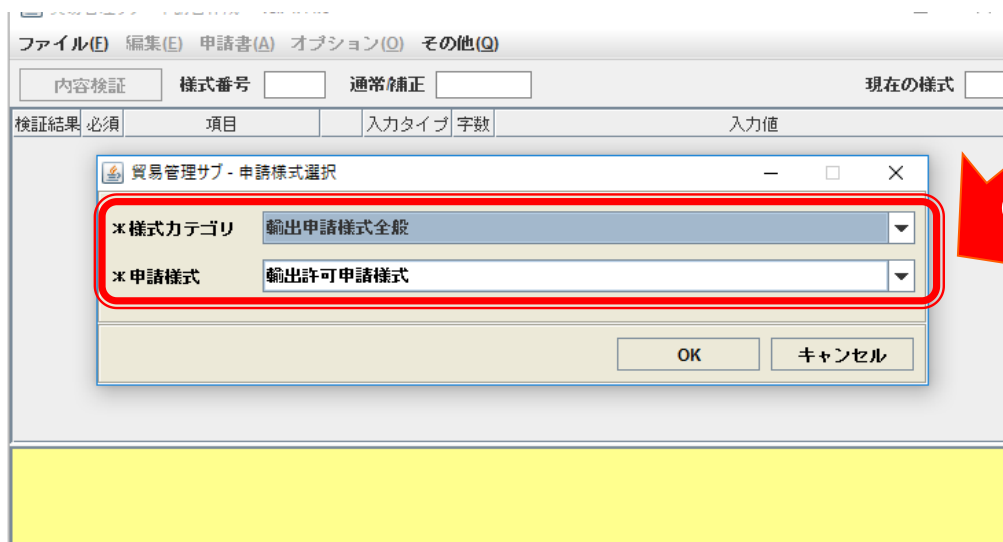 ファイル(F) 編集(E) 申請書(A) オプション(O) その他(Q)
内容検証 様式番号 通常/補正 現在の様式
検証結果 必須 項目 入力タイプ 字数 入力値
貿易管理サブ - 申請様式選択
*様式カテゴリ 輸出申請様式全般
*申請様式 輸出許可申請様式
OK キャンセル